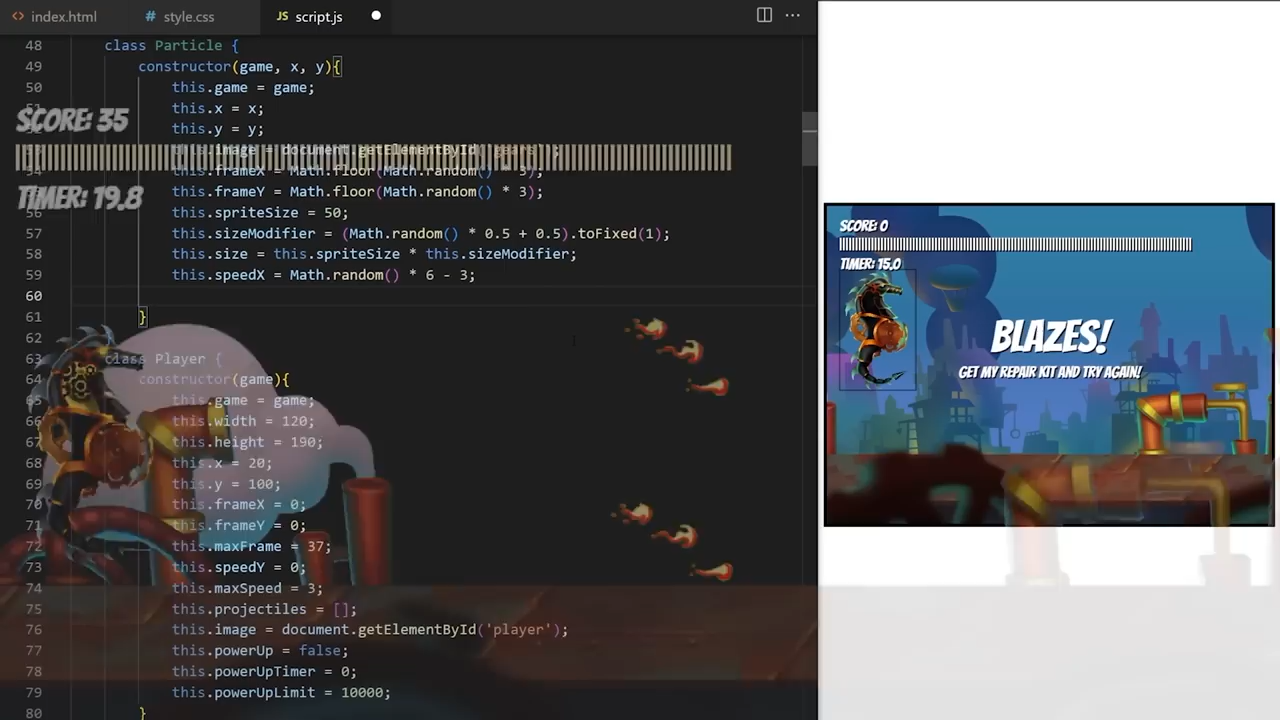 index.html
style.css
JS script.js
48 class Particle {
49 constructor(game, x, y){
50 this.game = game;
51 this.x = x;
52 this.y = y;
53 this.image = document.getElementById('gears');
54 this.frameX = Math.floor(Math.random() * 3);
this.frameY = Math.floor(Math.random() * 3);
56 this.spriteSize = 50;
57 this.sizeModifier = (Math.random() * 0.5 + 0.5).toFixed(1);
58 this.size = this.spriteSize * this.sizeModifier;
59 this.speedX = Math.random() * 6 - 3;
60
61 }
62
63 class Player {
64 constructor(game){
65 this.game = game;
66 this.width = 120;
67 this.height = 190;
68 this.x = 20;
69 this.y = 100;
70 this.frameX = 0;
71 this.frameY = 0;
72 this.maxFrame = 37;
73 this.speedY = 0;
74 this.maxSpeed = 3;
75 this.projectiles = [];
76 this.image = document.getElementById('player');
77 this.powerUp = false;
78 this.powerUpTimer = 0;
79 this.powerUpLimit = 10000;
80 }
SCORE: 35
TIMER: 19.8
SCORE: 0
TIMER: 15.0
BLAZES!
GET MY REPAIR KIT AND TRY AGAIN!